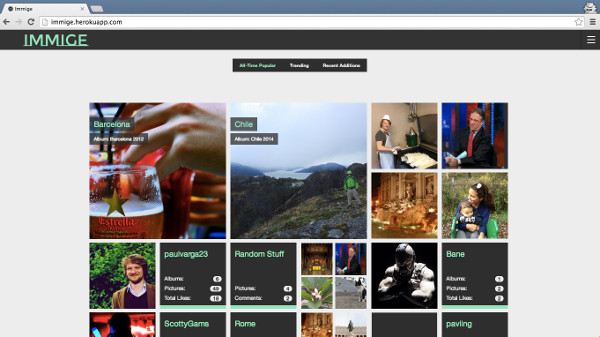 Immige
immige.herokuapp.com
IMMIGE
All-Time Popular Trending Recent Additions
Barcelona
Album: Barcelona 2012
Estrella
Chile
Album: Chile 2014
paulvarga23
Albums: 6
Pictures: 49
Total Likes: 16
Random Stuff
Pictures: 4
Comments: 2
Bane
Albums: 1
Pictures: 2
Total Likes: 2
ScottyGams
Rome
pavling